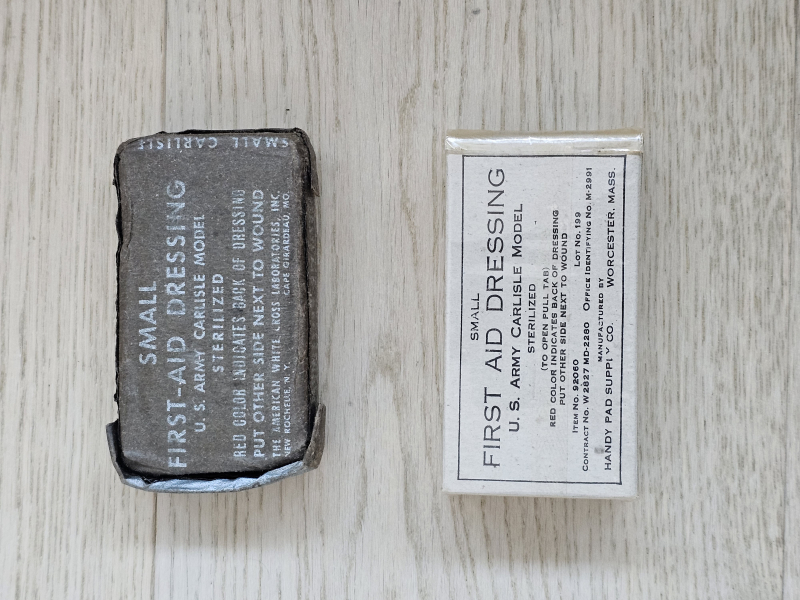 SMALL CARLISLE
SMALL
FIRST-AID DRESSING
U. S. ARMY CARLISLE MODEL
STERILIZED
RED COLOR INDICATES BACK OF DRESSING
PUT OTHER SIDE NEXT TO WOUND
THE AMERICAN WHITE CROSS LABORATORIES, INC.
NEW ROCHELLE, N. Y. CAPE GIRARDEAU, MO.
SMALL
FIRST AID DRESSING
U. S. ARMY CARLISLE MODEL
STERILIZED
(TO OPEN PULL TAB)
RED COLOR INDICATES BACK OF DRESSING
PUT OTHER SIDE NEXT TO WOUND
ITEM No. 92060 LOT No. 199
CONTRACT No. W 2827 MD-2280 OFFICE IDENTIFYING No. M-2991
MANUFACTURED BY
HANDY PAD SUPPLY CO. WORCESTER, MASS.